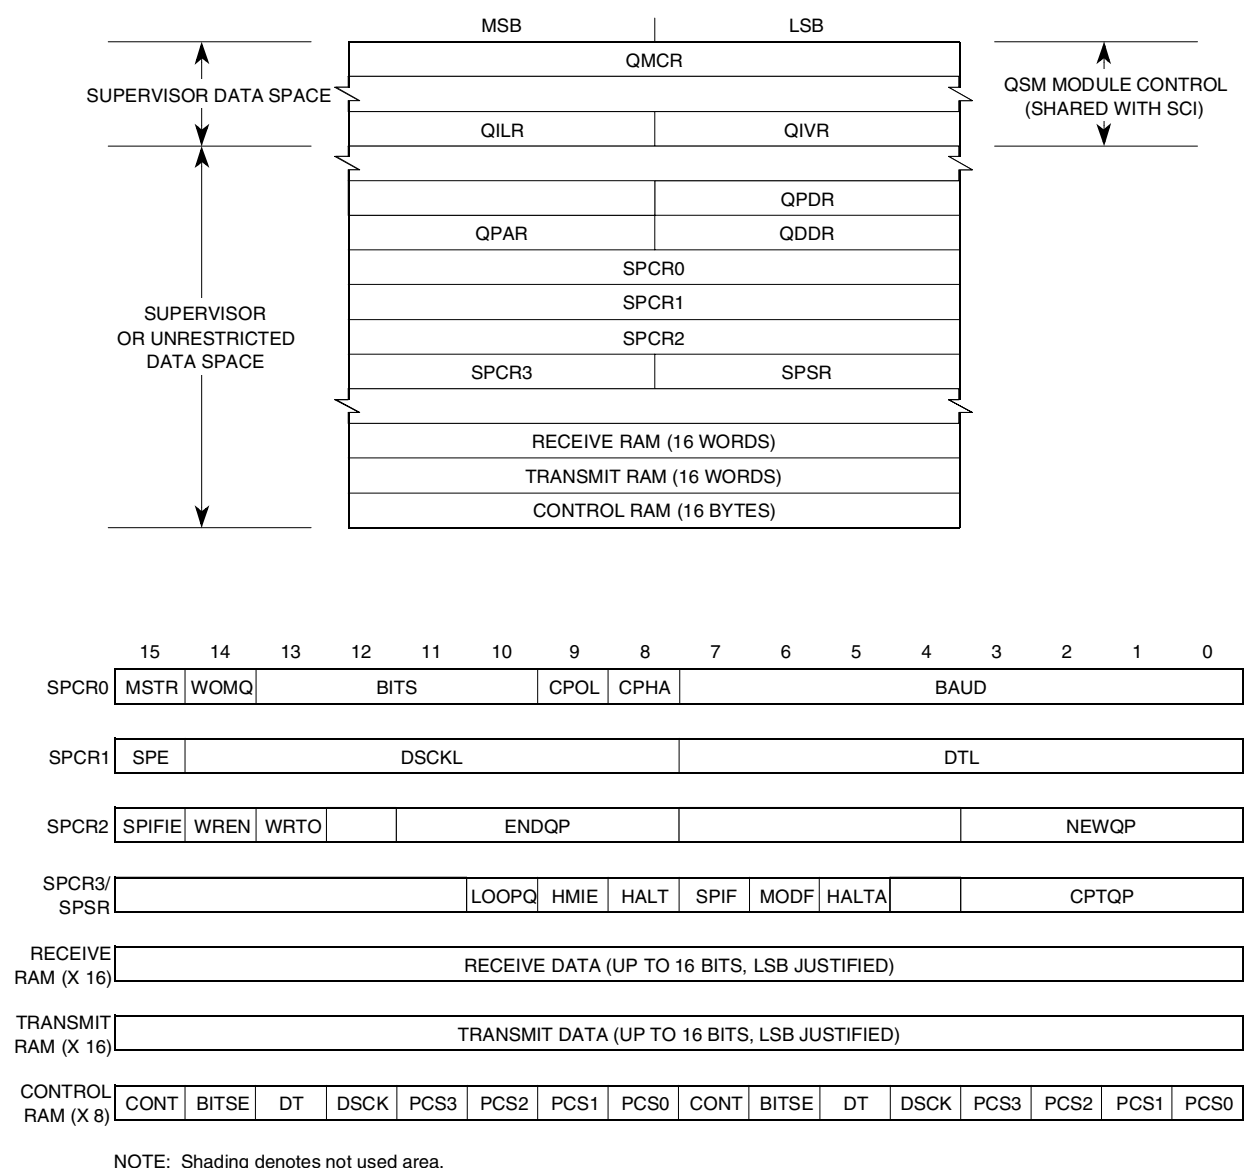 MSB LSB
QMCR
SUPERVISOR DATA SPACE
QSM MODULE CONTROL
(SHARED WITH SCI)
QILR QIVR
QPDR
QPAR QDDR
SPCR0
SPCR1
SUPERVISOR
OR UNRESTRICTED
DATA SPACE
SPCR2
SPCR3 SPSR
RECEIVE RAM (16 WORDS)
TRANSMIT RAM (16 WORDS)
CONTROL RAM (16 BYTES)
15 14 13 12 11 10 9 8 7 6 5 4 3 2 1 0
SPCR0 MSTR WOMQ BITS CPOL CPHA BAUD
SPCR1 SPE DSCKL DTL
SPCR2 SPIFIE WREN WRTO ENDQP NEWQP
SPCR3/
SPSR LOOPQ HMIE HALT SPIF MODF HALTA CPTQP
RECEIVE
RAM (X 16) RECEIVE DATA (UP TO 16 BITS, LSB JUSTIFIED)
TRANSMIT
RAM (X 16) TRANSMIT DATA (UP TO 16 BITS, LSB JUSTIFIED)
CONTROL
RAM (X 8) CONT BITSE DT DSCK PCS3 PCS2 PCS1 PCS0 CONT BITSE DT DSCK PCS3 PCS2 PCS1 PCS0
NOTE: Shading denotes not used area.